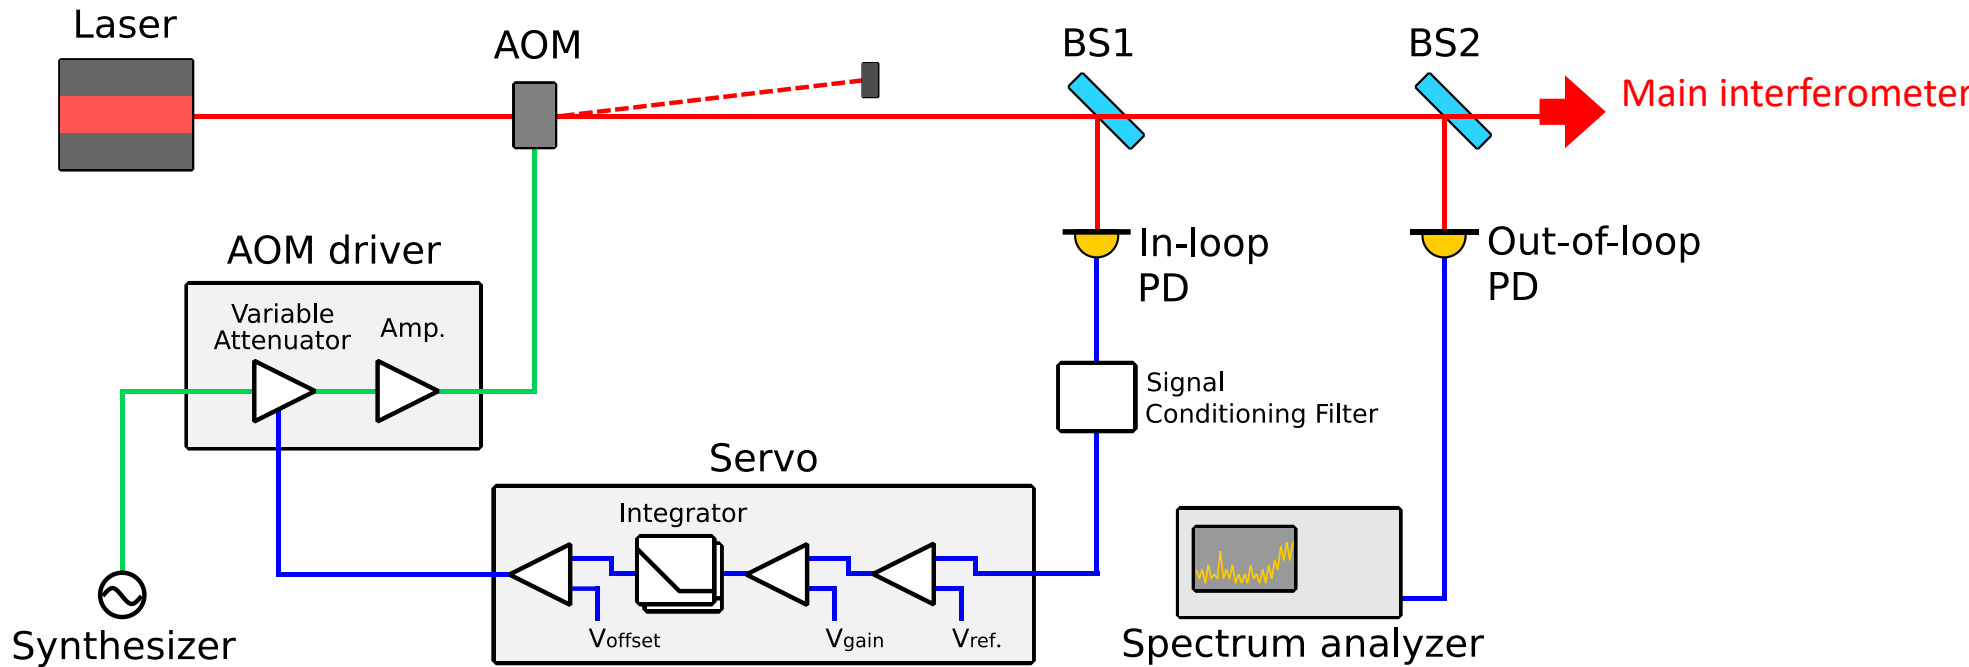 Laser
AOM
BS1
BS2
Main interferometer
AOM driver
In-loop
PD
Out-of-loop
PD
Variable
Attenuator
Amp.
Signal
Conditioning Filter
Servo
Integrator
Voffset
Vgain
Vref.
Synthesizer
Spectrum analyzer